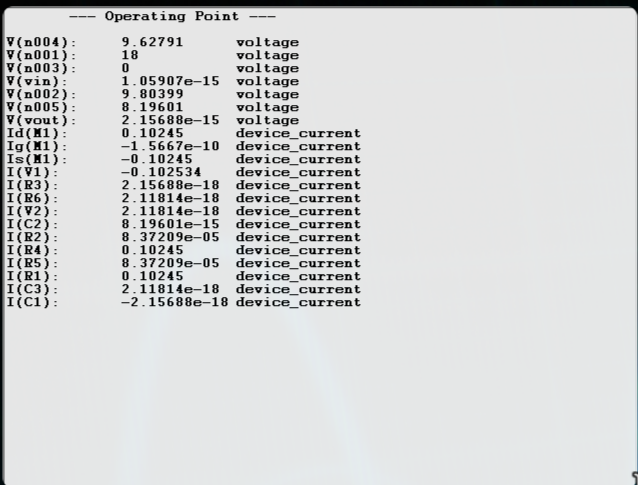 --- Operating Point ---
V(n004): 9.62791 voltage
V(n001): 18 voltage
V(n003): 0 voltage
V(vin): 1.05907e-15 voltage
V(n002): 9.80399 voltage
V(n005): 8.19601 voltage
V(vout): 2.15688e-15 voltage
Id(M1): 0.10245 device_current
Ig(M1): -1.5667e-10 device_current
Is(M1): -0.10245 device_current
I(V1): -0.102534 device_current
I(R3): 2.15688e-18 device_current
I(R6): 2.11814e-18 device_current
I(V2): 2.11814e-18 device_current
I(C2): 8.19601e-15 device_current
I(R2): 8.37209e-05 device_current
I(R4): 0.10245 device_current
I(R5): 8.37209e-05 device_current
I(R1): 0.10245 device_current
I(C3): 2.11814e-18 device_current
I(C1): -2.15688e-18 device_current